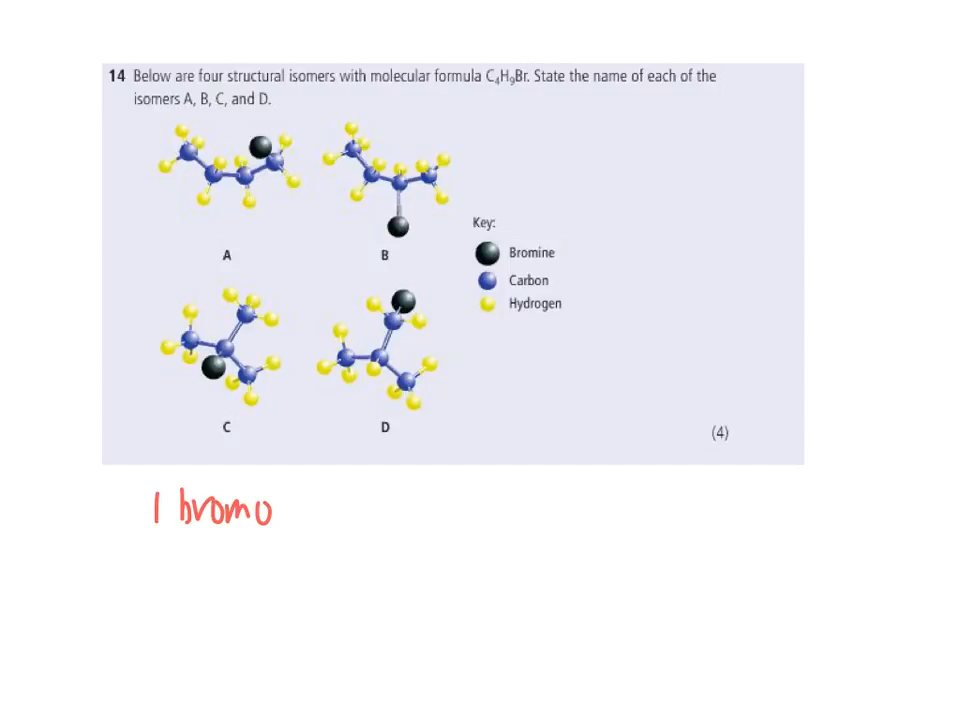 14 Below are four structural isomers with molecular formula C₄H₉Br. State the name of each of the
isomers A, B, C, and D.
A
B
Key:
Bromine
Carbon
Hydrogen
C
D
(4)
1 bromo